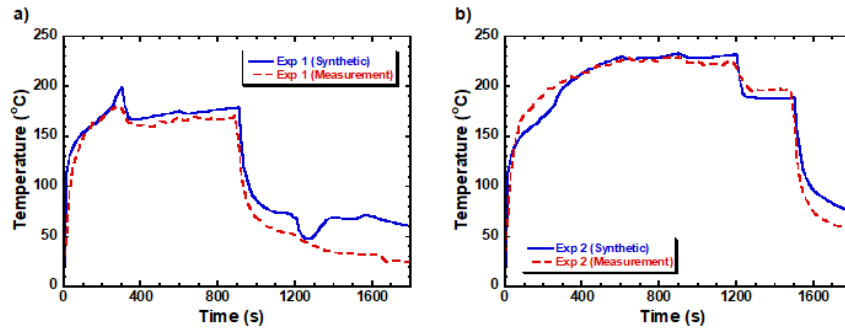 a)
250
200
150
100
50
0
Temperature (°C)
Exp 1 (Synthetic)
Exp 1 (Measurement)
0 400 800 1200 1600
Time (s)
b)
250
200
150
100
50
0
Temperature (°C)
Exp 2 (Synthetic)
Exp 2 (Measurement)
0 400 800 1200 1600
Time (s)